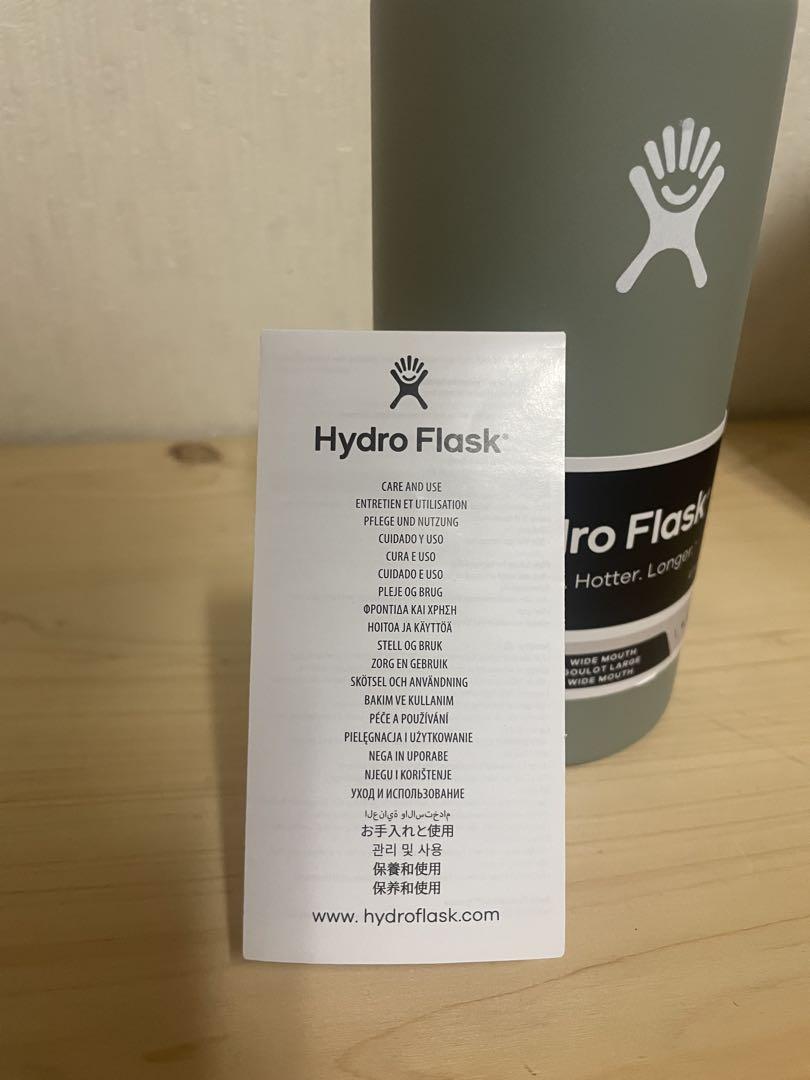 Hydro Flask®
CARE AND USE
ENTRETIEN ET UTILISATION
PFLEGE UND NUTZUNG
CUIDADO Y USO
CURA E USO
CUIDADO E USO
PLEJE OG BRUG
ΦΡΟΝΤΙΔΑ ΚΑΙ ΧΡΗΣΗ
HOITOA JA KÄYTTÖÄ
STELL OG BRUK
ZORG EN GEBRUIK
SKÖTSEL OCH ANVÄNDNING
BAKIM VE KULLANIM
PÉČE A POUŽÍVÁNÍ
PIELĘGNACJA I UŻYTKOWANIE
NEGA IN UPORABE
NJEGU I KORIŠTENJE
УХОД И ИСПОЛЬЗОВАНИЕ
العناية والاستخدام
お手入れと使用
관리 및 사용
保養和使用
保养和使用
www. hydroflask.com
ro Flask
. Hotter. Longer.
WIDE MOUTH
GOULOT LARGE
WIDE MOUTH